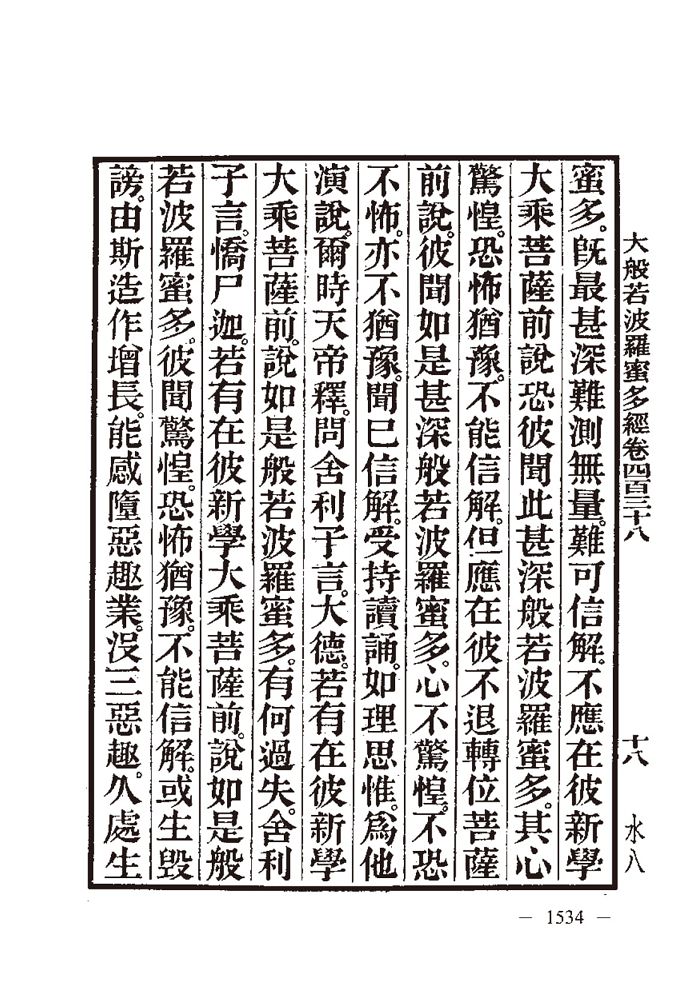 大般若波羅蜜多經卷四百三十八
十八
水八
蜜多。旣最甚深難測無量。難可信解。不應在彼新學
大乘菩薩前說。恐彼聞此甚深般若波羅蜜多。其心
驚惶。恐怖猶豫。不能信解。但應在彼不退轉位菩薩
前說。彼聞如是甚深般若波羅蜜多。心不驚惶。不恐
不怖。亦不猶豫。聞已信解。受持讀誦。如理思惟。爲他
演說。爾時天帝釋。問舍利子言。大德。若有在彼新學
大乘菩薩前。說如是般若波羅蜜多。有何過失。舍利
子言。憍尸迦。若有在彼新學大乘菩薩前。說如是般
若波羅蜜多。彼聞驚惶。恐怖猶豫。不能信解。或生毀
謗。由斯造作增長。能感墮惡趣業。沒三惡趣。久處生
— 1534 —